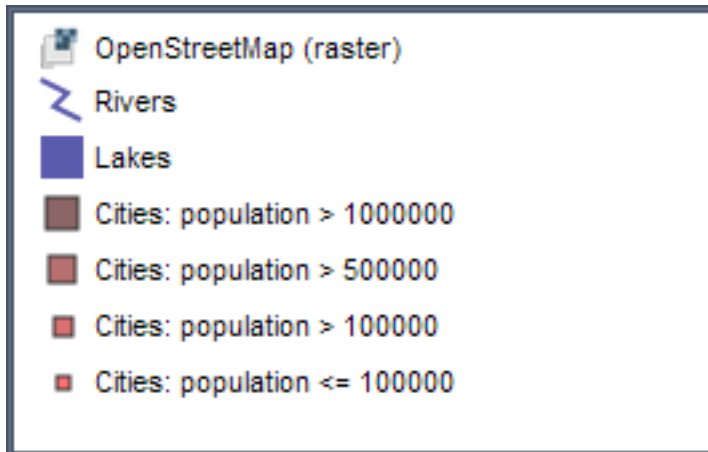 OpenStreetMap (raster)
Rivers
Lakes
Cities: population > 1000000
Cities: population > 500000
Cities: population > 100000
Cities: population <= 100000